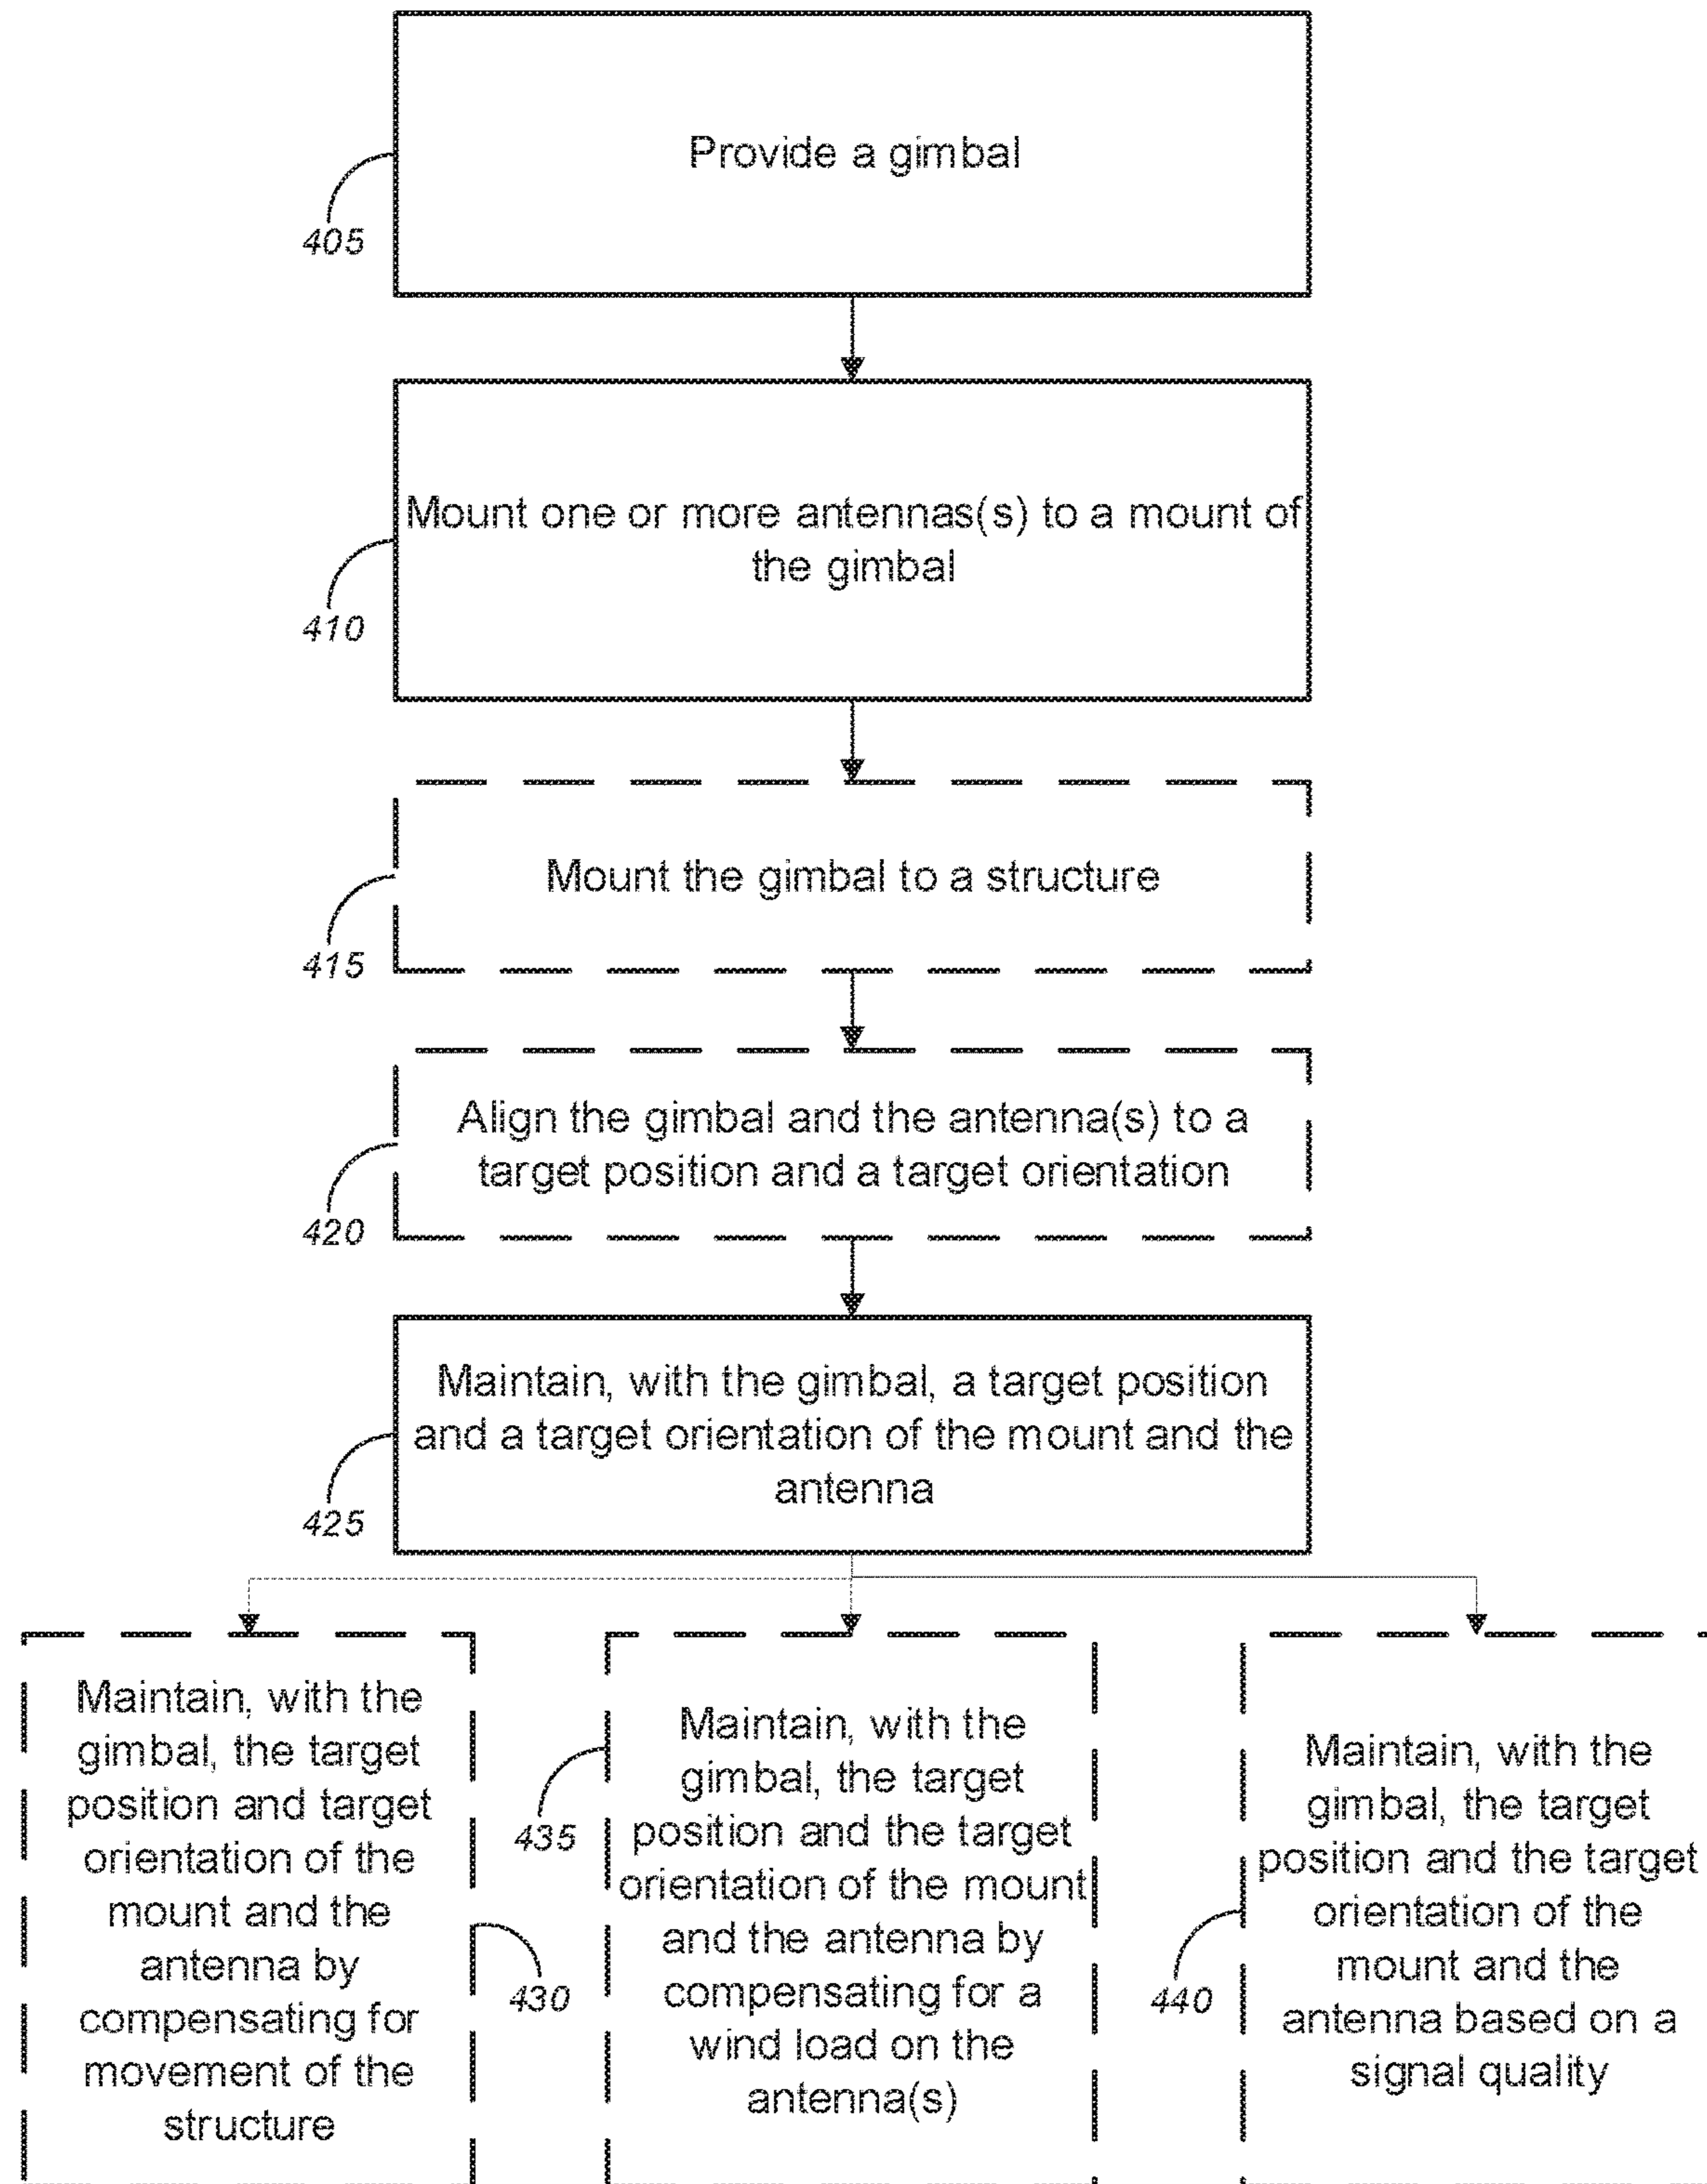 Provide a gimbal
405
Mount one or more antennas(s) to a mount of
the gimbal
410
Mount the gimbal to a structure
415
Align the gimbal and the antenna(s) to a
target position and a target orientation
420
Maintain, with the gimbal, a target position
and a target orientation of the mount and the
antenna
425
Maintain, with the
gimbal, the target
position and target
orientation of the
mount and the
antenna by
compensating for
movement of the
structure
430
Maintain, with the
gimbal, the target
position and the target
orientation of the mount
and the antenna by
compensating for a
wind load on the
antenna(s)
435
Maintain, with the
gimbal, the target
position and the target
orientation of the
mount and the
antenna based on a
signal quality
440